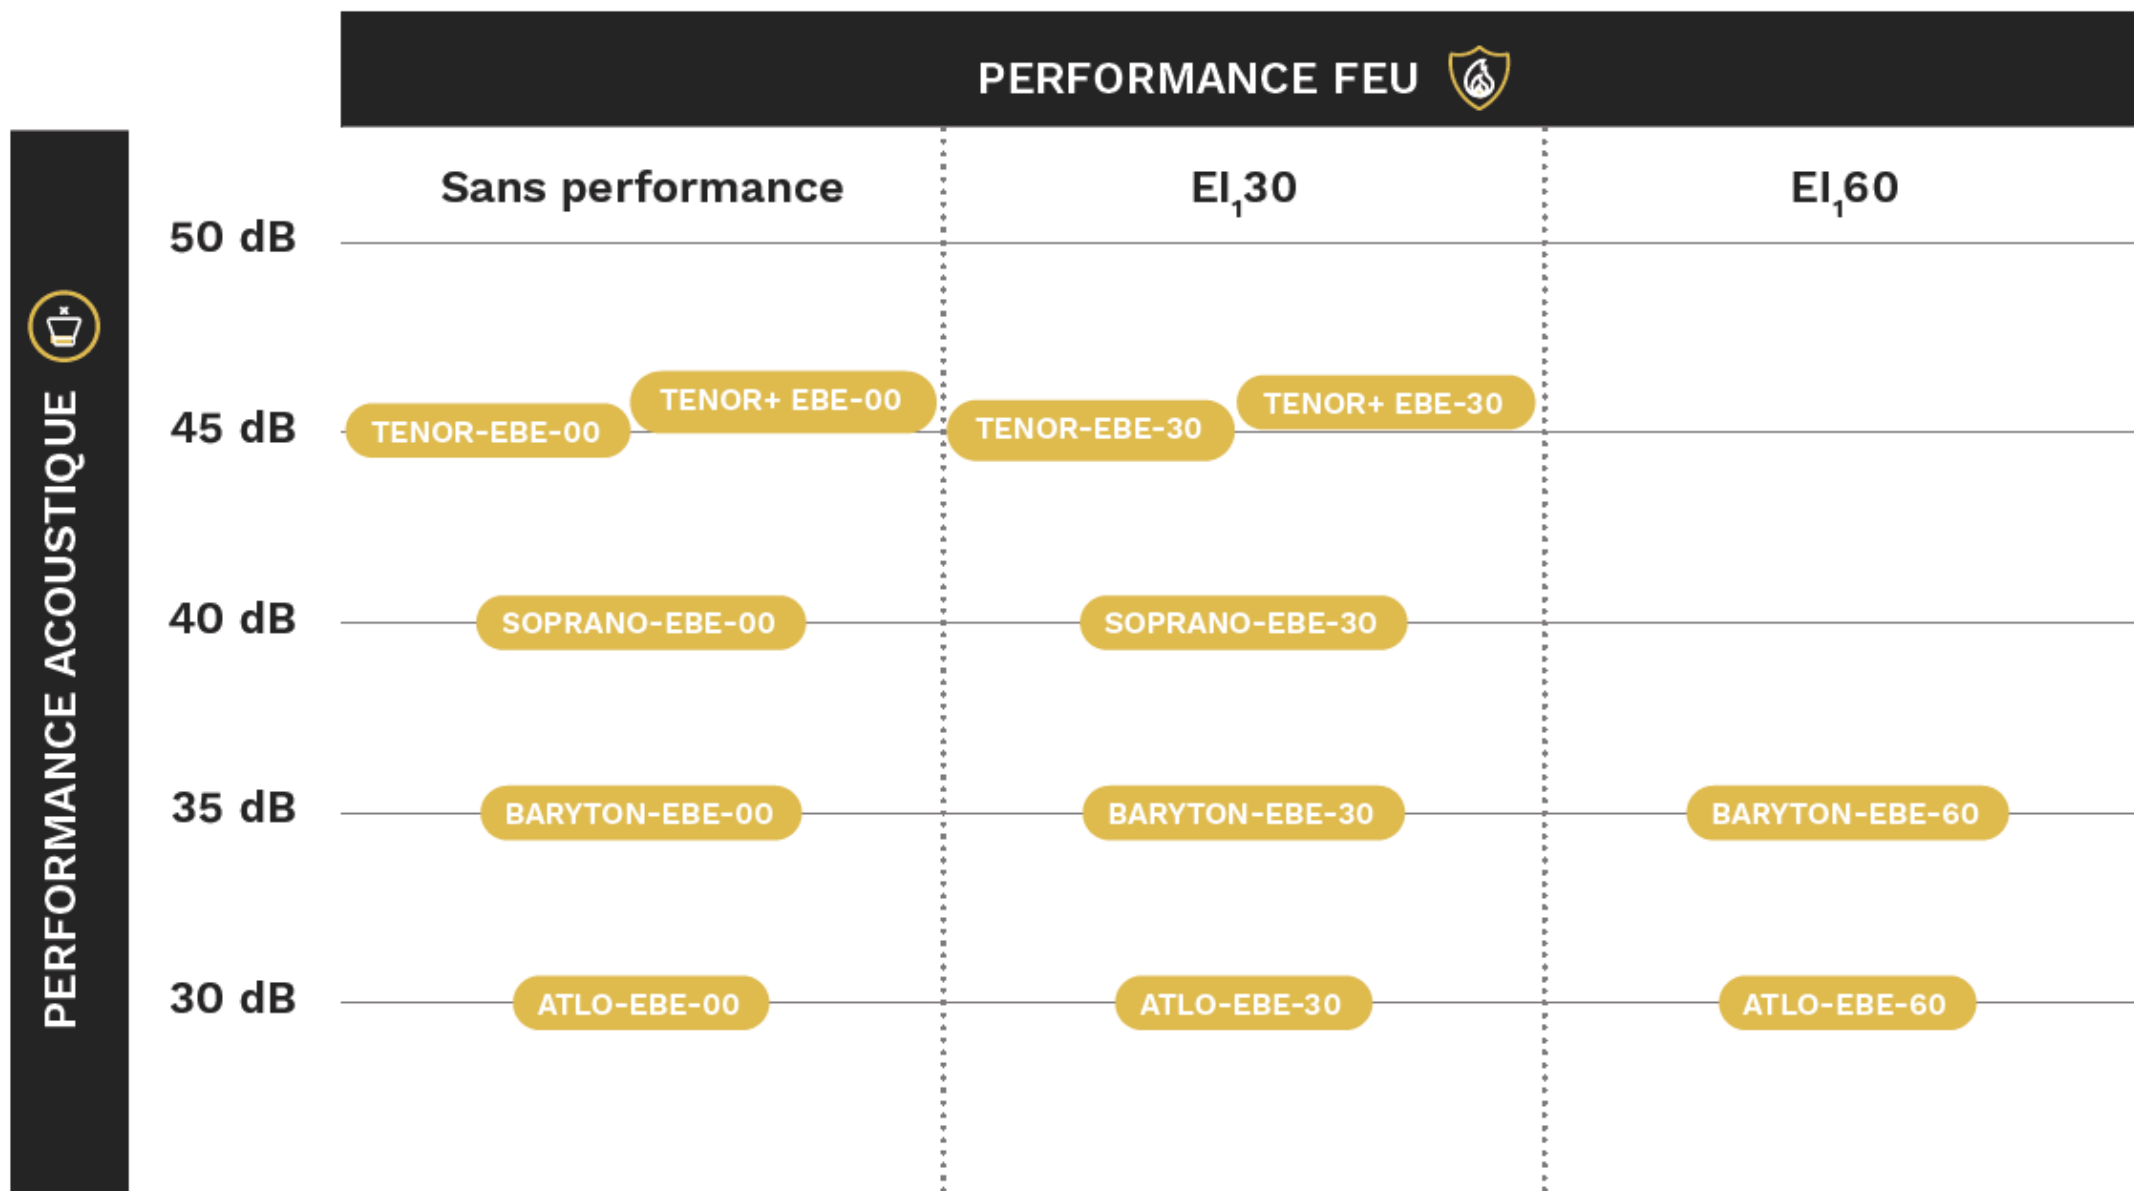 PERFORMANCE FEU
Sans performance
EI₁30
EI₁60
PERFORMANCE ACOUSTIQUE
50 dB
45 dB
TENOR-EBE-00
TENOR+ EBE-00
TENOR-EBE-30
TENOR+ EBE-30
40 dB
SOPRANO-EBE-00
SOPRANO-EBE-30
35 dB
BARYTON-EBE-00
BARYTON-EBE-30
BARYTON-EBE-60
30 dB
ATLO-EBE-00
ATLO-EBE-30
ATLO-EBE-60